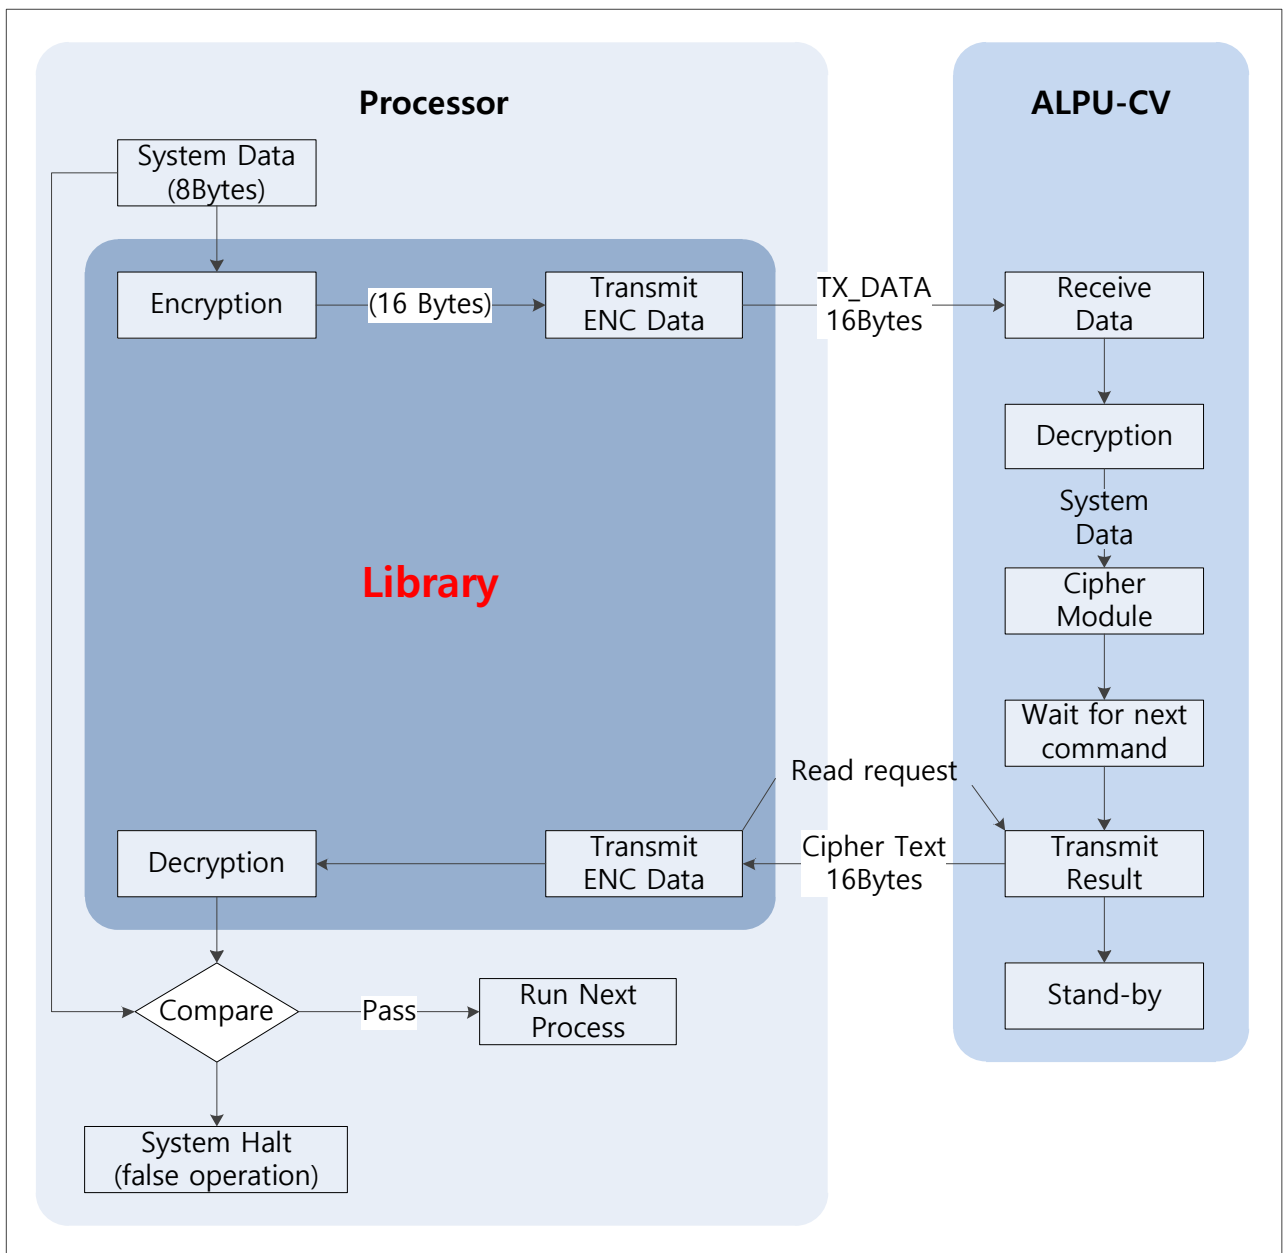 Processor
ALPU-CV
System Data
(8Bytes)
Encryption
(16 Bytes)
Transmit
ENC Data
TX_DATA
16Bytes
Receive
Data
Decryption
System
Data
Library
Cipher
Module
Wait for next
command
Read request
Decryption
Transmit
ENC Data
Cipher Text
16Bytes
Transmit
Result
Compare
Pass
Run Next
Process
Stand-by
System Halt
(false operation)